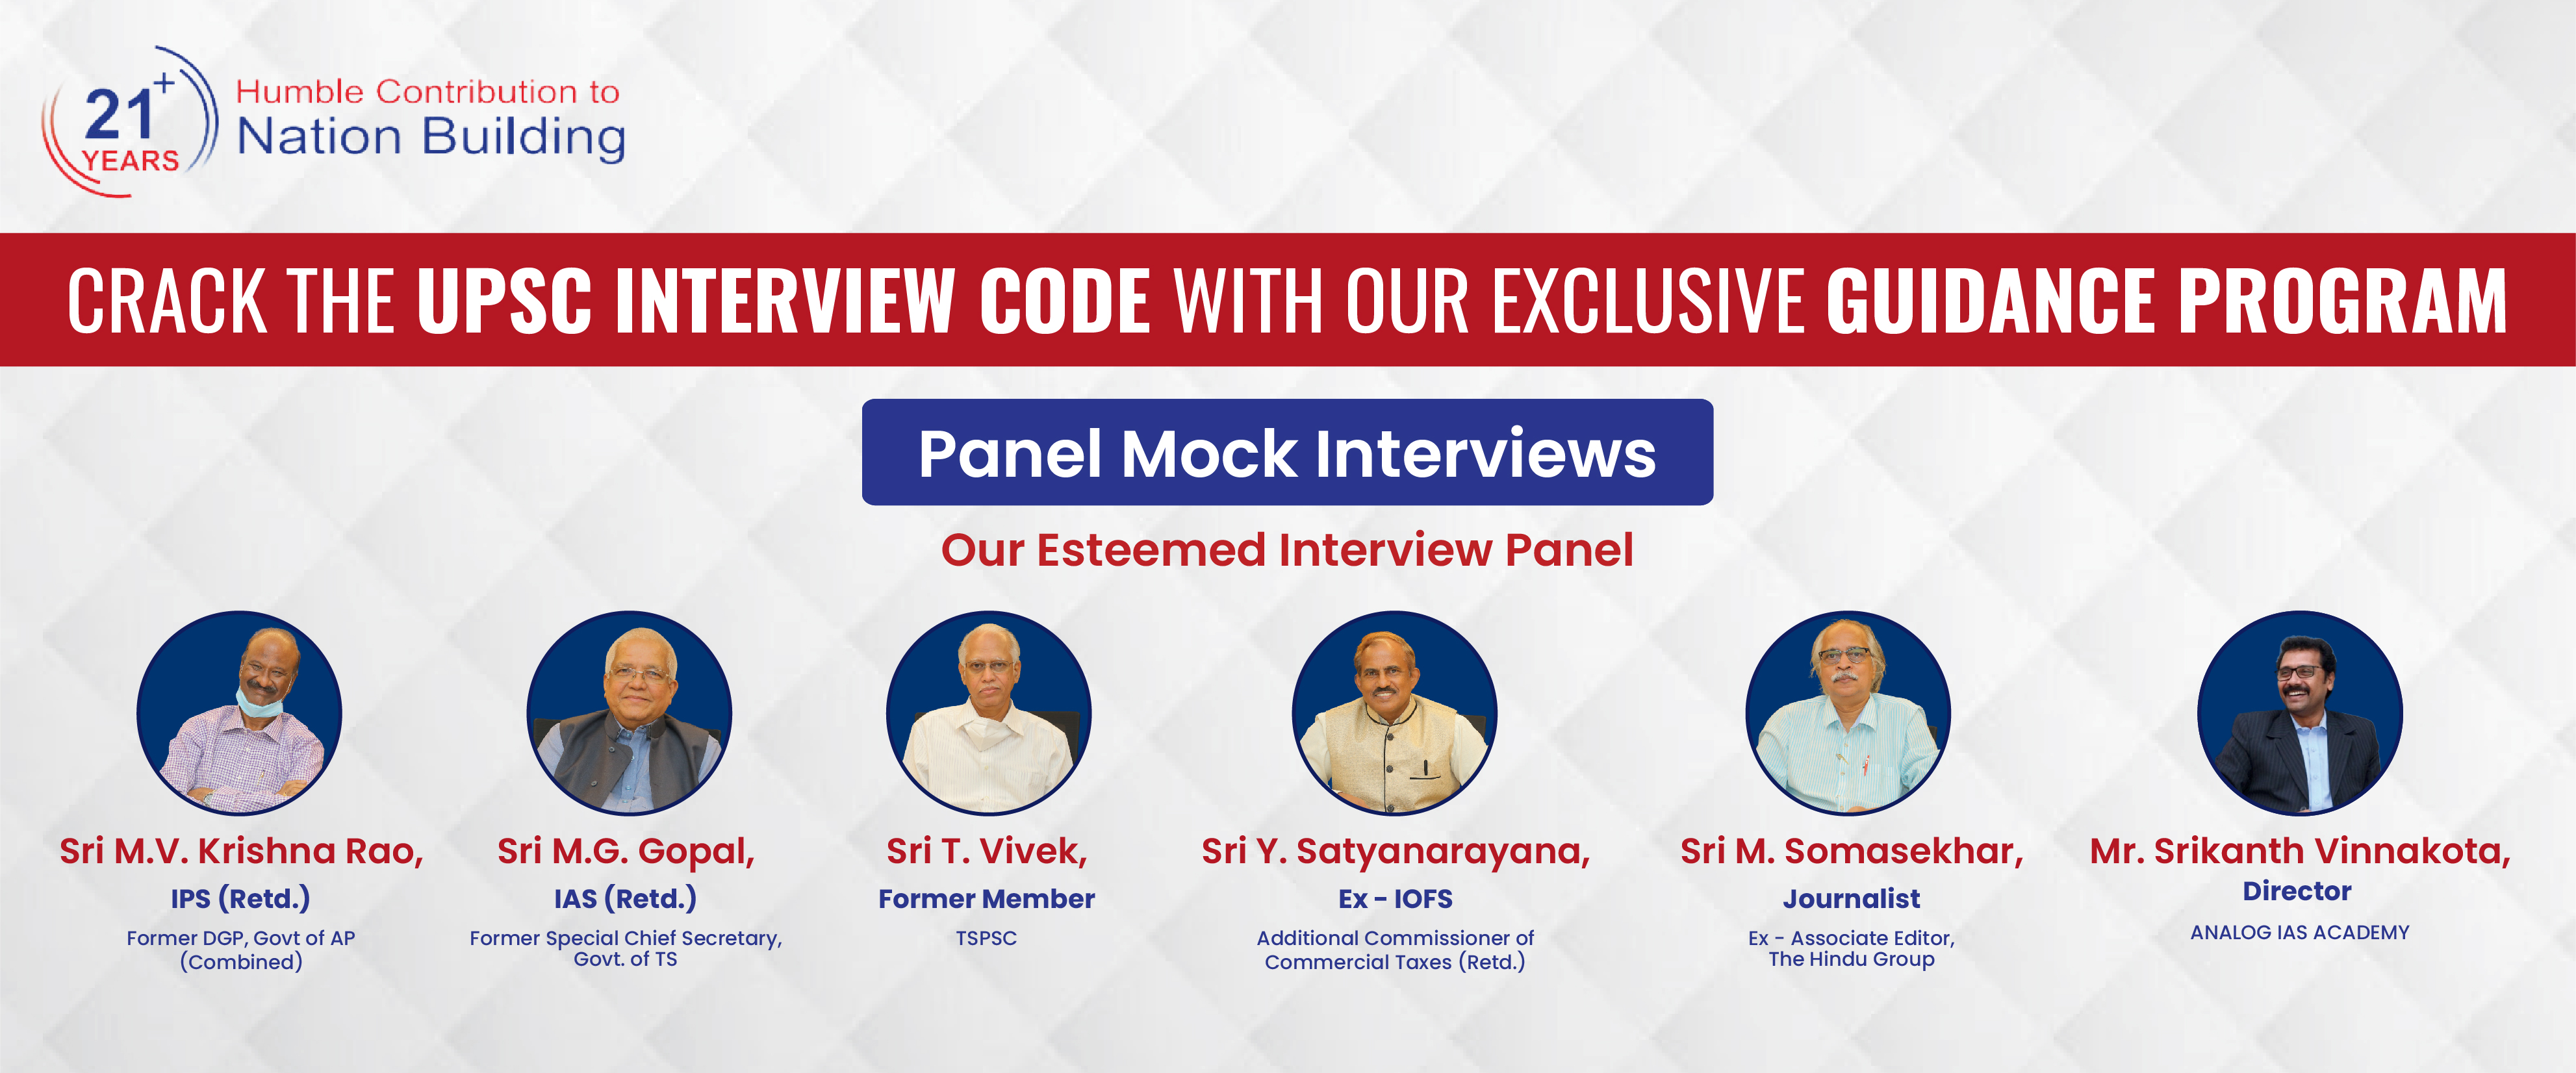 21+
YEARS
Humble Contribution to
Nation Building
CRACK THE UPSC INTERVIEW CODE WITH OUR EXCLUSIVE GUIDANCE PROGRAM
Panel Mock Interviews
Our Esteemed Interview Panel
Sri M.V. Krishna Rao,
IPS (Retd.)
Former DGP, Govt of AP
(Combined)
Sri M.G. Gopal,
IAS (Retd.)
Former Special Chief Secretary,
Govt. of TS
Sri T. Vivek,
Former Member
TSPSC
Sri Y. Satyanarayana,
Ex - IOFS
Additional Commissioner of
Commercial Taxes (Retd.)
Sri M. Somasekhar,
Journalist
Ex - Associate Editor,
The Hindu Group
Mr. Srikanth Vinnakota,
Director
ANALOG IAS ACADEMY